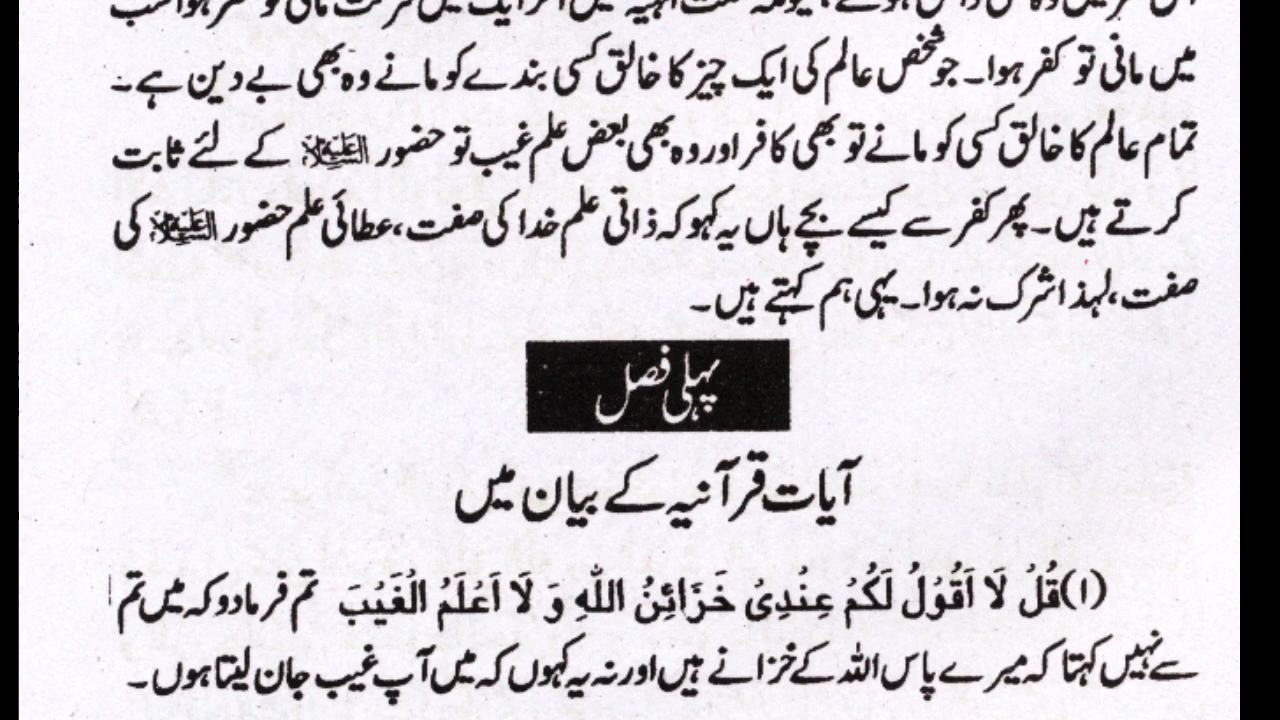 میں مانی تو کفر ہوا۔ جو شخص عالم کی ایک چیز کا خالق کسی بندے کو مانے وہ بھی بے دین ہے۔
تمام عالم کا خالق کسی کو مانے تو بھی کافر اور وہ بھی بعض علم غیب تو حضور علیہ السلام کے لئے ثابت
کرتے ہیں۔ پھر کفر سے کیسے بچے ہاں یہ کہو کہ ذاتی علم خدا کی صفت، عطائی علم حضور علیہ السلام کی
صفت، لہذا شرک نہ ہوا۔ یہی ہم کہتے ہیں۔
پہلی فصل
آیات قرآنیہ کے بیان میں
(۱) قُلْ لَا اَقُوْلُ لَكُمْ عِنْدِیْ خَزَائِنُ اللّٰهِ وَ لَا اَعْلَمُ الْغَيْبَ تم فرما دو کہ میں تم
سے نہیں کہتا کہ میرے پاس اللہ کے خزانے ہیں اور نہ یہ کہوں کہ میں آپ غیب جان لیتا ہوں۔